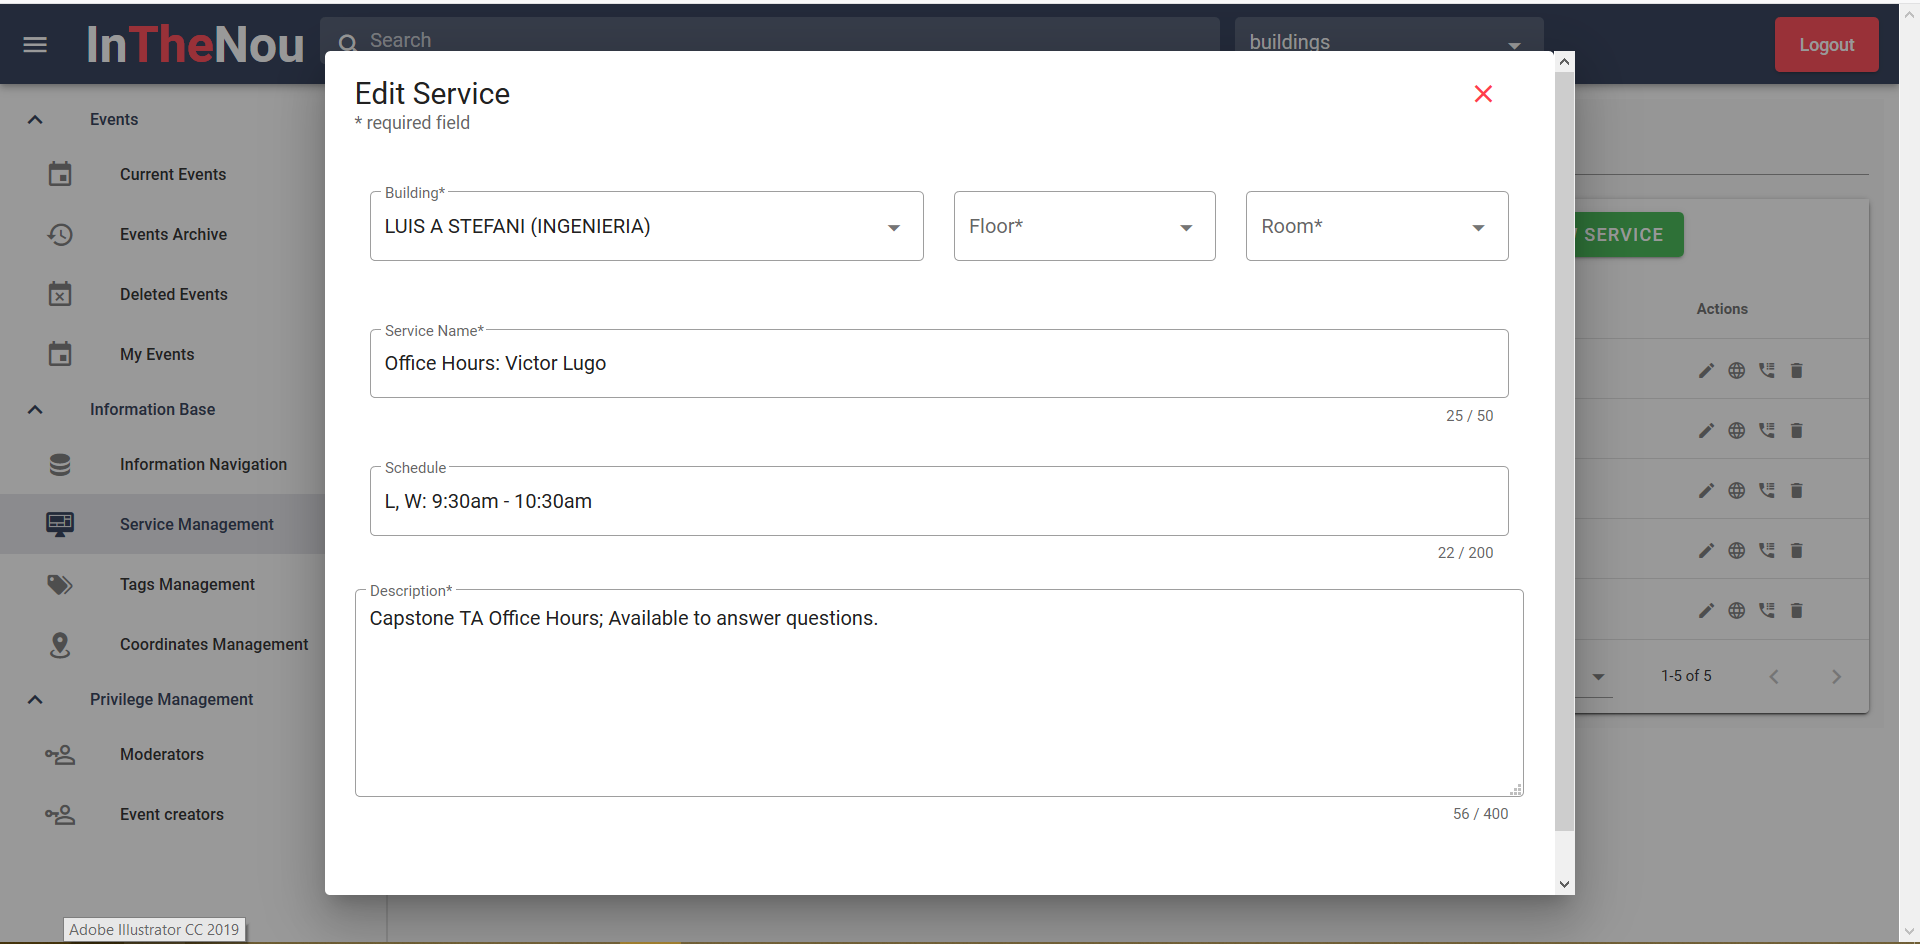 InTheNou
Search
buildings
Logout
Edit Service
* required field
Events
Current Events
Events Archive
Deleted Events
My Events
Information Base
Information Navigation
Service Management
Tags Management
Coordinates Management
Privilege Management
Moderators
Event creators
Building*
LUIS A STEFANI (INGENIERIA)
Floor*
Room*
Service Name*
Office Hours: Victor Lugo
25 / 50
Schedule
L, W: 9:30am - 10:30am
22 / 200
Description*
Capstone TA Office Hours; Available to answer questions.
56 / 400
SERVICE
Actions
1-5 of 5
Adobe Illustrator CC 2019